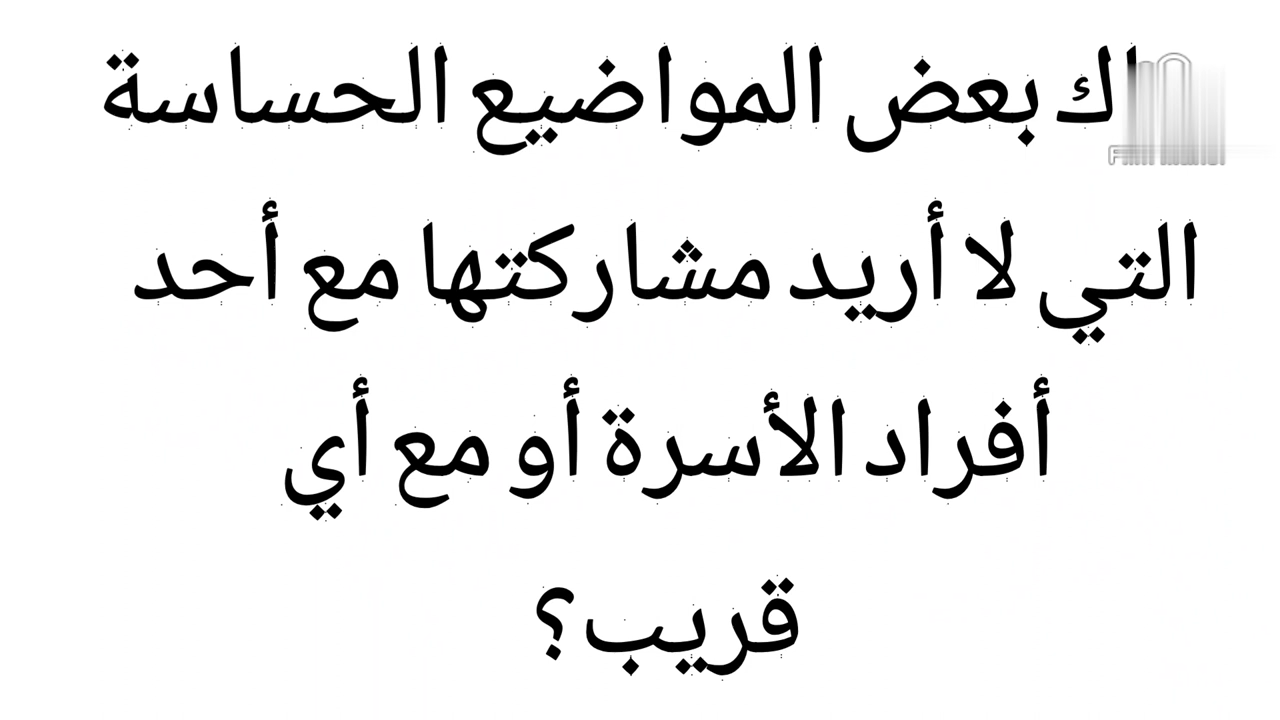 بعض المواضيع الحساسة
التي لا أريد مشاركتها مع أحد
أفراد الأسرة أو مع أي
قريب؟